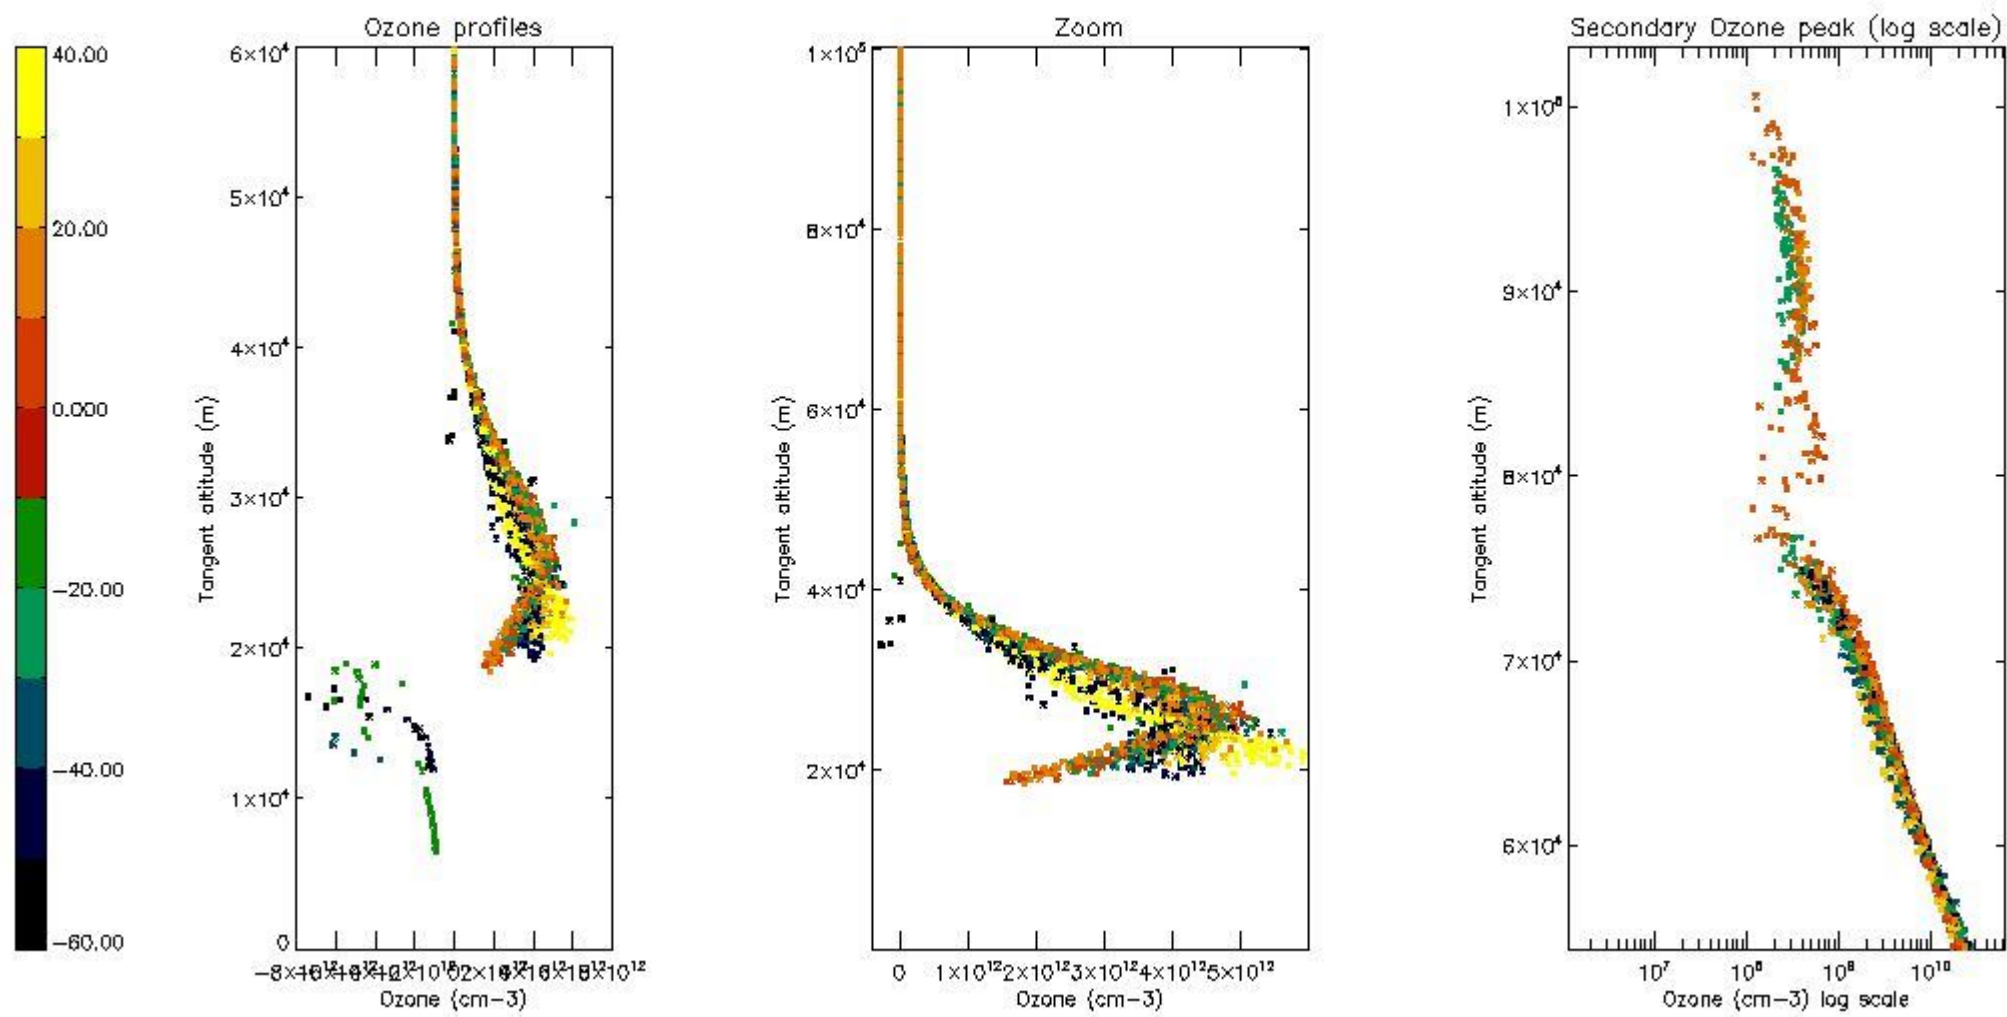 Ozone profiles
Zoom
Secondary Ozone peak (log scale)
40.00
20.00
0.000
−20.00
−40.00
−60.00
Tangent altitude (m)
6×10⁴
5×10⁴
4×10⁴
3×10⁴
2×10⁴
1×10⁴
0
Ozone (cm−3)
Tangent altitude (m)
1×10⁵
8×10⁴
6×10⁴
4×10⁴
2×10⁴
0 1×10¹² 2×10¹² 3×10¹² 4×10¹² 5×10¹²
Ozone (cm−3)
Tangent altitude (m)
9×10⁴
8×10⁴
7×10⁴
6×10⁴
10⁷ 10⁸ 10⁹ 10¹⁰
Ozone (cm−3) log scale